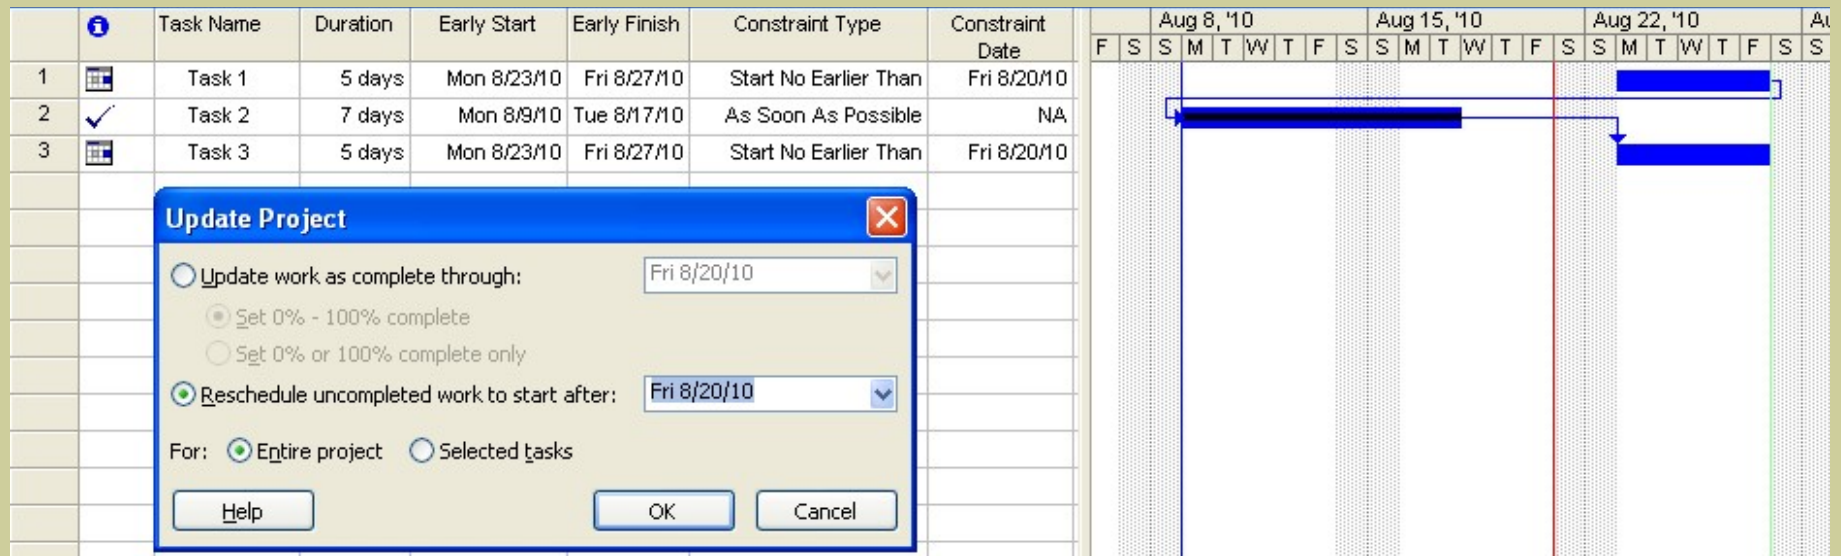 Task Name Duration Early Start Early Finish Constraint Type Constraint Date
Aug 8, '10 Aug 15, '10 Aug 22, '10 Au
F S S M T W T F S S M T W T F S S M T W T F S S
1 Task 1 5 days Mon 8/23/10 Fri 8/27/10 Start No Earlier Than Fri 8/20/10
2 Task 2 7 days Mon 8/9/10 Tue 8/17/10 As Soon As Possible NA
3 Task 3 5 days Mon 8/23/10 Fri 8/27/10 Start No Earlier Than Fri 8/20/10
Update Project
Update work as complete through: Fri 8/20/10
Set 0% - 100% complete
Set 0% or 100% complete only
Reschedule uncompleted work to start after: Fri 8/20/10
For: Entire project Selected tasks
Help OK Cancel